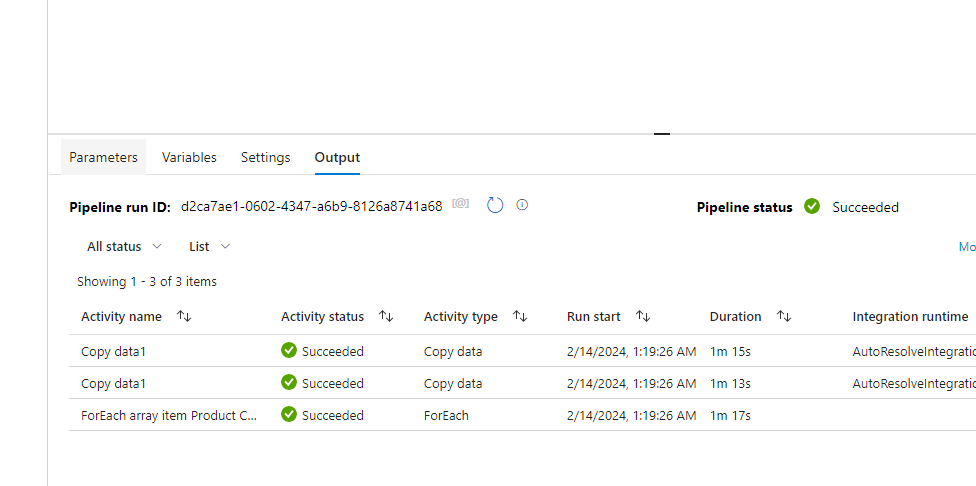 Parameters Variables Settings Output
Pipeline run ID: d2ca7ae1-0602-4347-a6b9-8126a8741a68 [@] Pipeline status Succeeded
All status List Mo
Showing 1 - 3 of 3 items
Activity name Activity status Activity type Run start Duration Integration runtime
Copy data1 Succeeded Copy data 2/14/2024, 1:19:26 AM 1m 15s AutoResolveIntegratic
Copy data1 Succeeded Copy data 2/14/2024, 1:19:26 AM 1m 13s AutoResolveIntegratic
ForEach array item Product C... Succeeded ForEach 2/14/2024, 1:19:26 AM 1m 17s